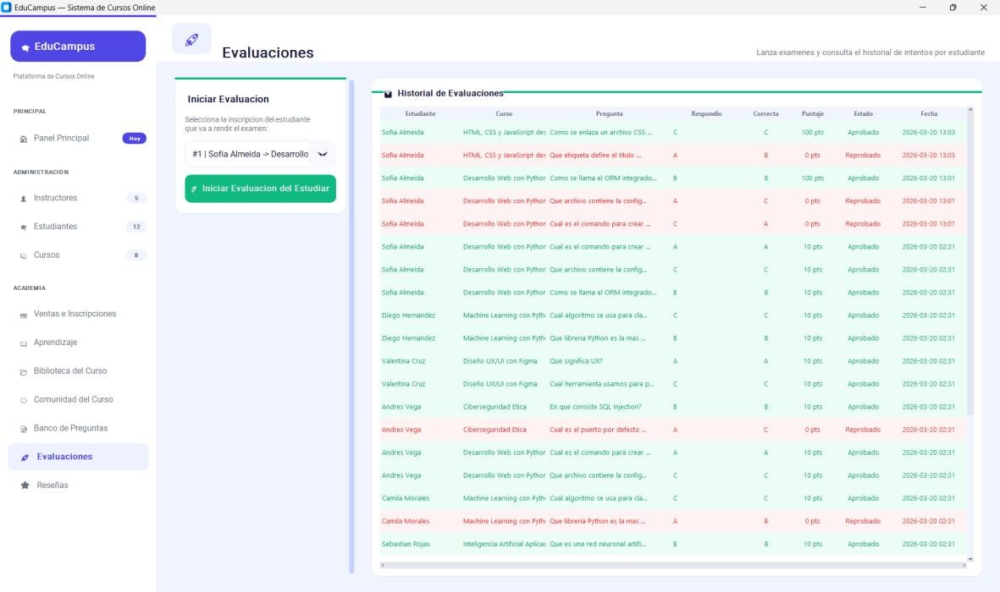 EduCampus — Sistema de Cursos Online
EduCampus
Plataforma de Cursos Online
PRINCIPAL
Panel Principal Hoy
ADMINISTRACIÓN
Instructores 5
Estudiantes 12
Cursos 8
ACADEMIA
Ventas e Inscripciones
Aprendizaje
Biblioteca del Curso
Comunidad del Curso
Banco de Preguntas
Evaluaciones
Reseñas
Evaluaciones
Lanza examenes y consulta el historial de intentos por estudiante
Iniciar Evaluacion
Selecciona la inscripcion del estudiante
que va a rendir el examen:
#1 | Sofia Almeida -> Desarrollo
Iniciar Evaluacion del Estudiar
Historial de Evaluaciones
Estudiante Curso Pregunta Respondio Correcta Puntaje Estado Fecha
Sofia Almeida HTML, CSS y JavaScript des Como se enlaza un archivo CSS ... C C 100 pts Aprobado 2026-03-20 13:03
Sofia Almeida HTML, CSS y JavaScript des Que etiqueta define el titulo ... A B 0 pts Reprobado 2026-03-20 13:03
Sofia Almeida Desarrollo Web con Python Como se llama el ORM integrado... B B 100 pts Aprobado 2026-03-20 13:01
Sofia Almeida Desarrollo Web con Python Que archivo contiene la config... A C 0 pts Reprobado 2026-03-20 13:01
Sofia Almeida Desarrollo Web con Python Cual es el comando para crear ... C A 0 pts Reprobado 2026-03-20 13:01
Sofia Almeida Desarrollo Web con Python Cual es el comando para crear ... A A 10 pts Aprobado 2026-03-20 02:31
Sofia Almeida Desarrollo Web con Python Que archivo contiene la config... C C 10 pts Aprobado 2026-03-20 02:31
Sofia Almeida Desarrollo Web con Python Como se llama el ORM integrado... B B 10 pts Aprobado 2026-03-20 02:31
Diego Hernandez Machine Learning con Pyth Cual algoritmo se usa para cla... C C 10 pts Aprobado 2026-03-20 02:31
Diego Hernandez Machine Learning con Pyth Que libreria Python es la mas ... B B 10 pts Aprobado 2026-03-20 02:31
Valentina Cruz Diseño UX/UI con Figma Que significa UX? A A 10 pts Aprobado 2026-03-20 02:31
Valentina Cruz Diseño UX/UI con Figma Cual herramienta usamos para p... C C 10 pts Aprobado 2026-03-20 02:31
Andres Vega Ciberseguridad Etica En que consiste SQL Injection? B B 10 pts Aprobado 2026-03-20 02:31
Andres Vega Ciberseguridad Etica Cual es el puerto por defecto ... A C 0 pts Reprobado 2026-03-20 02:31
Andres Vega Desarrollo Web con Python Cual es el comando para crear ... A A 10 pts Aprobado 2026-03-20 02:31
Andres Vega Desarrollo Web con Python Que archivo contiene la config... C C 10 pts Aprobado 2026-03-20 02:31
Camila Morales Machine Learning con Pyth Cual algoritmo se usa para cla... C C 10 pts Aprobado 2026-03-20 02:31
Camila Morales Machine Learning con Pyth Que libreria Python es la mas ... A B 0 pts Reprobado 2026-03-20 02:31
Sebastian Rojas Inteligencia Artificial Aplicac Que es una red neuronal artifi... B B 10 pts Aprobado 2026-03-20 02:31